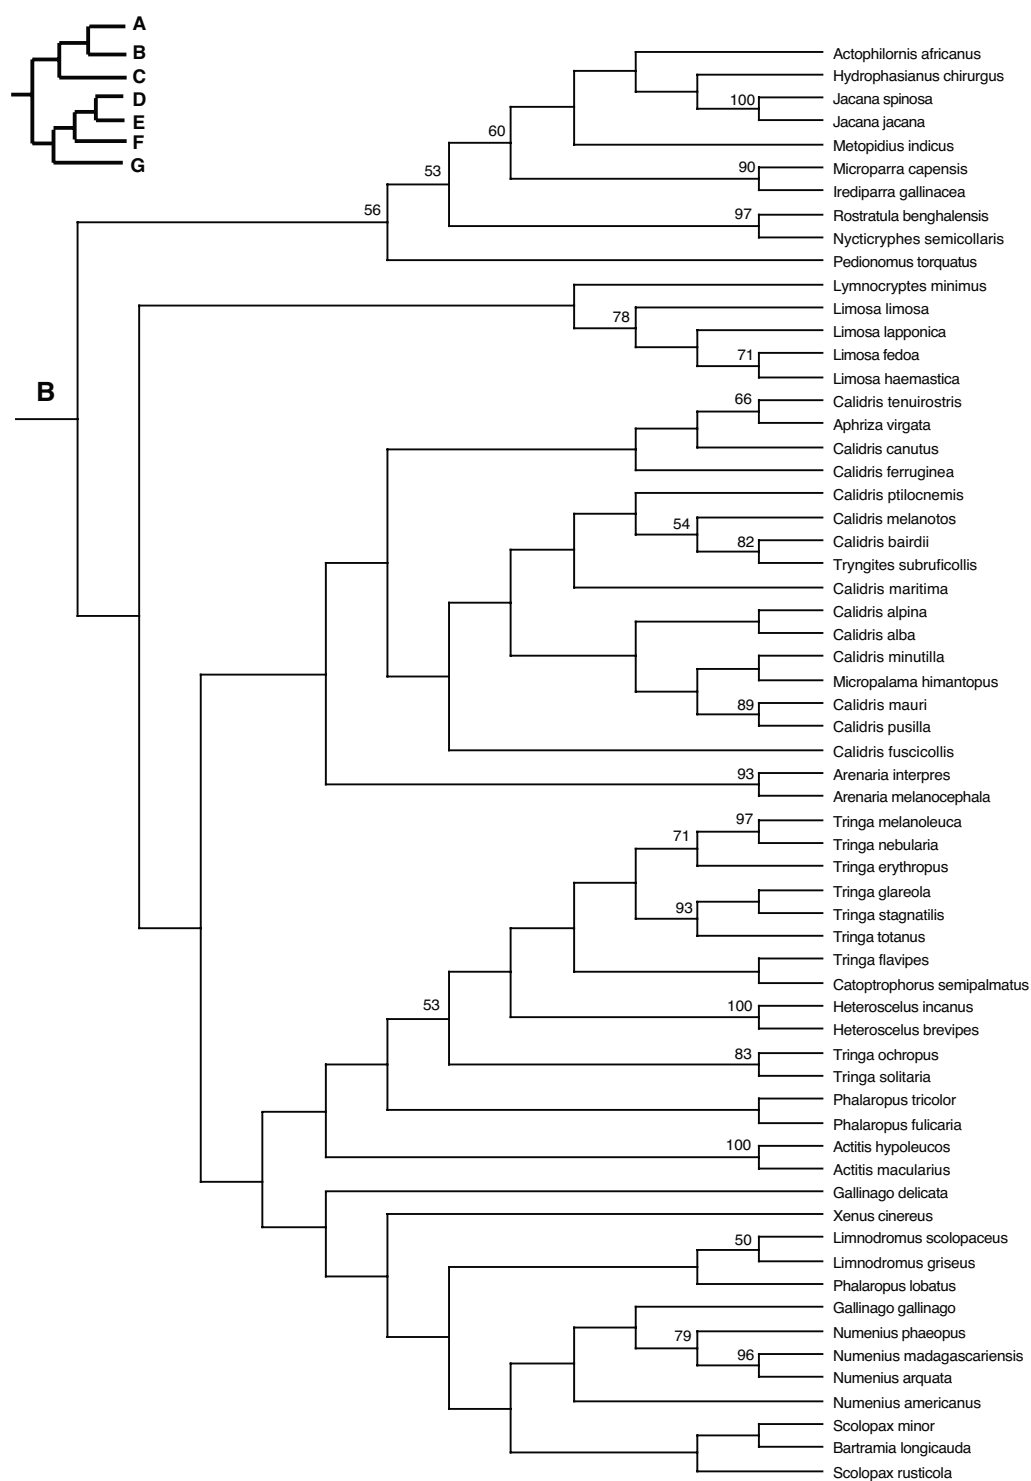 A
B
C
D
E
F
G
B
Actophilornis africanus
Hydrophasianus chirurgus
100
Jacana spinosa
Jacana jacana
60
Metopidius indicus
53
90
Microparra capensis
Irediparra gallinacea
56
97
Rostratula benghalensis
Nycticryphes semicollaris
Pedionomus torquatus
Lymnocryptes minimus
78
Limosa limosa
Limosa lapponica
71
Limosa fedoa
Limosa haemastica
66
Calidris tenuirostris
Aphriza virgata
Calidris canutus
Calidris ferruginea
Calidris ptilocnemis
54
Calidris melanotos
82
Calidris bairdii
Tryngites subruficollis
Calidris maritima
Calidris alpina
Calidris alba
Calidris minutilla
Micropalama himantopus
89
Calidris mauri
Calidris pusilla
Calidris fuscicollis
93
Arenaria interpres
Arenaria melanocephala
97
Tringa melanoleuca
71
Tringa nebularia
Tringa erythropus
Tringa glareola
93
Tringa stagnatilis
Tringa totanus
Tringa flavipes
Catoptrophorus semipalmatus
53
100
Heteroscelus incanus
Heteroscelus brevipes
83
Tringa ochropus
Tringa solitaria
Phalaropus tricolor
Phalaropus fulicaria
100
Actitis hypoleucos
Actitis macularius
Gallinago delicata
Xenus cinereus
50
Limnodromus scolopaceus
Limnodromus griseus
Phalaropus lobatus
Gallinago gallinago
79
Numenius phaeopus
96
Numenius madagascariensis
Numenius arquata
Numenius americanus
Scolopax minor
Bartramia longicauda
Scolopax rusticola